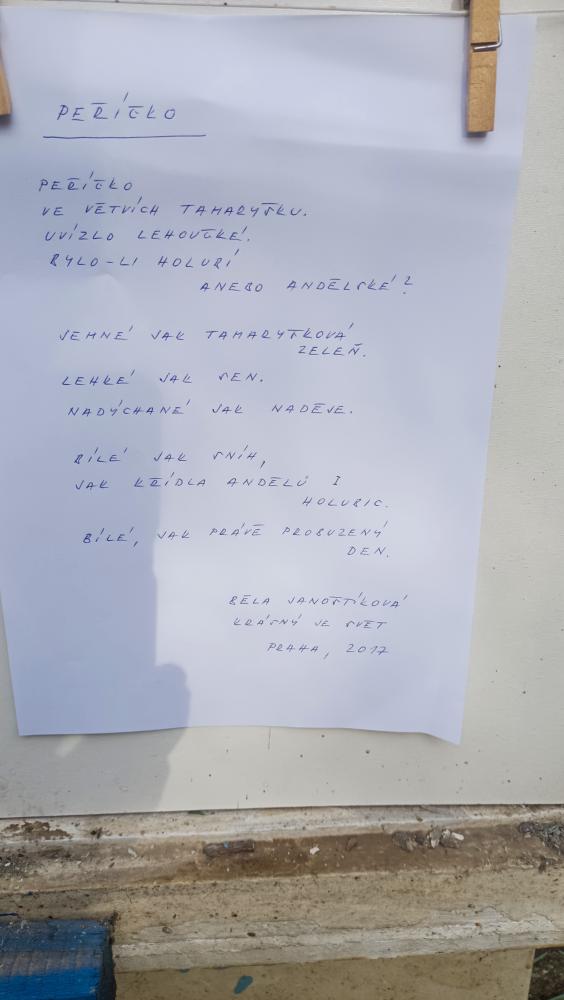 PEŘÍČKO
PEŘÍČKO
VE VĚTVÍCH TAMARYŠKU.
UVÍZLO LEHOUČKÉ.
BYLO-LI HOLUBÍ
ANEBO ANDĚLSKÉ?
JEMNÉ JAK TAMARYŠKOVÁ
ZELEŇ.
LEHKÉ JAK SEN.
NADÝCHANÉ JAK NADĚJE.
BÍLÉ JAK SNÍH,
JAK KŘÍDLA ANDĚLŮ I
HOLUBIC.
BÍLÉ, JAK PRÁVĚ PROBUZENÝ
DEN.
BĚLA JANOŠTÍKOVÁ
KRÁSNÝ JE SVĚT
PRAHA, 2017